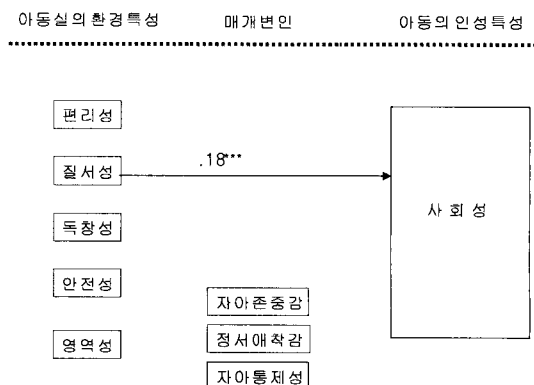 아동실의 환경특성 매개변인 아동의 인성특성
편리성
질서성 .18***
독창성
사 회 성
안전성
자아존중감
영역성 정서애착감
자아통제성